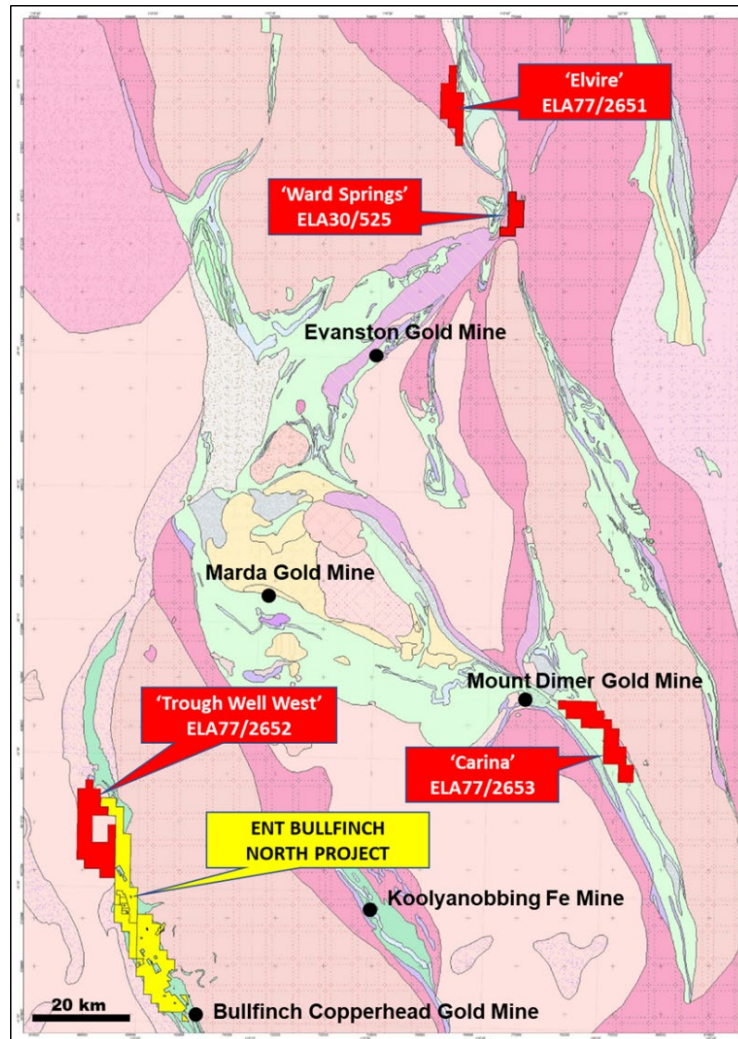 ‘Elvire’
ELA77/2651
‘Ward Springs’
ELA30/525
Evanston Gold Mine
Marda Gold Mine
Mount Dimer Gold Mine
‘Trough Well West’
ELA77/2652
‘Carina’
ELA77/2653
ENT BULLFINCH
NORTH PROJECT
Koolyanobbing Fe Mine
20 km
Bullfinch Copperhead Gold Mine